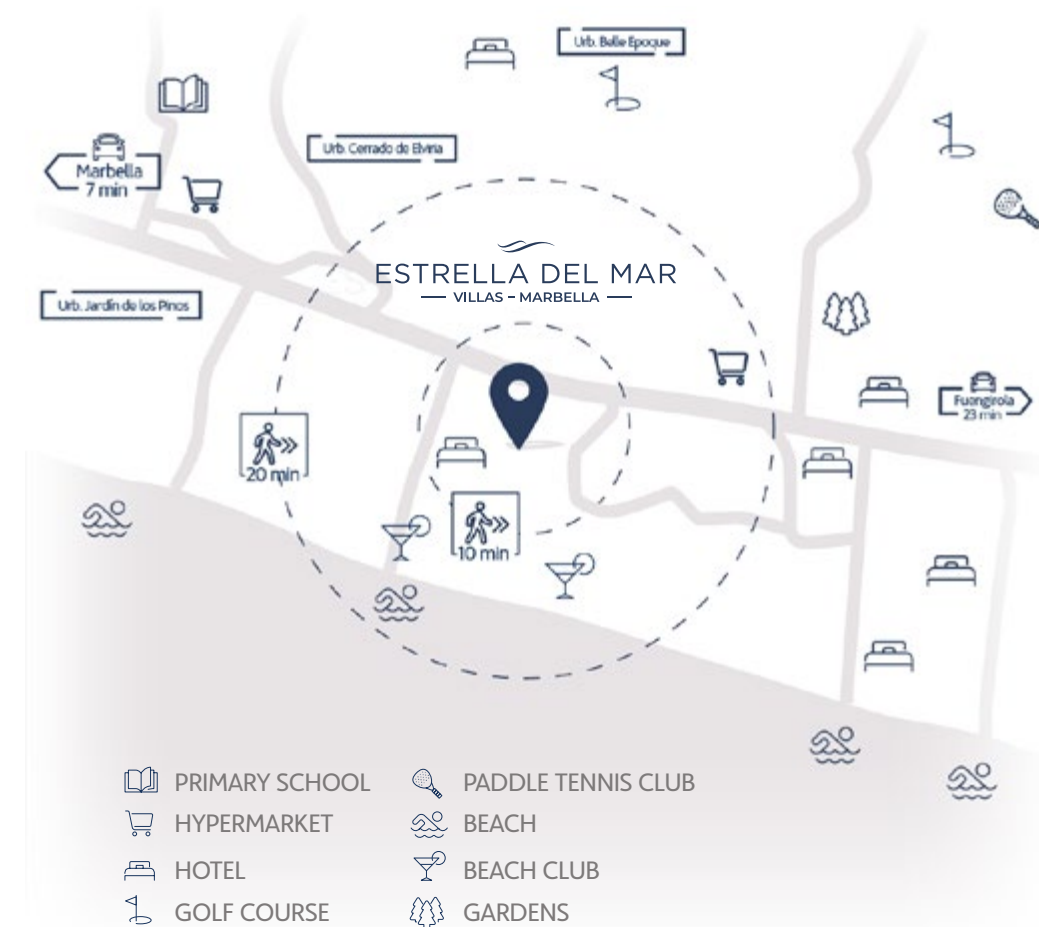 Urb. Belle Epoque
Urb. Cerrado de Elviria
Marbella
7 min
ESTRELLA DEL MAR
VILLAS - MARBELLA
Urb. Jardín de los Pinos
Fuengirola
23 min
20 min
10 min
PRIMARY SCHOOL
HYPERMARKET
HOTEL
GOLF COURSE
PADDLE TENNIS CLUB
BEACH
BEACH CLUB
GARDENS